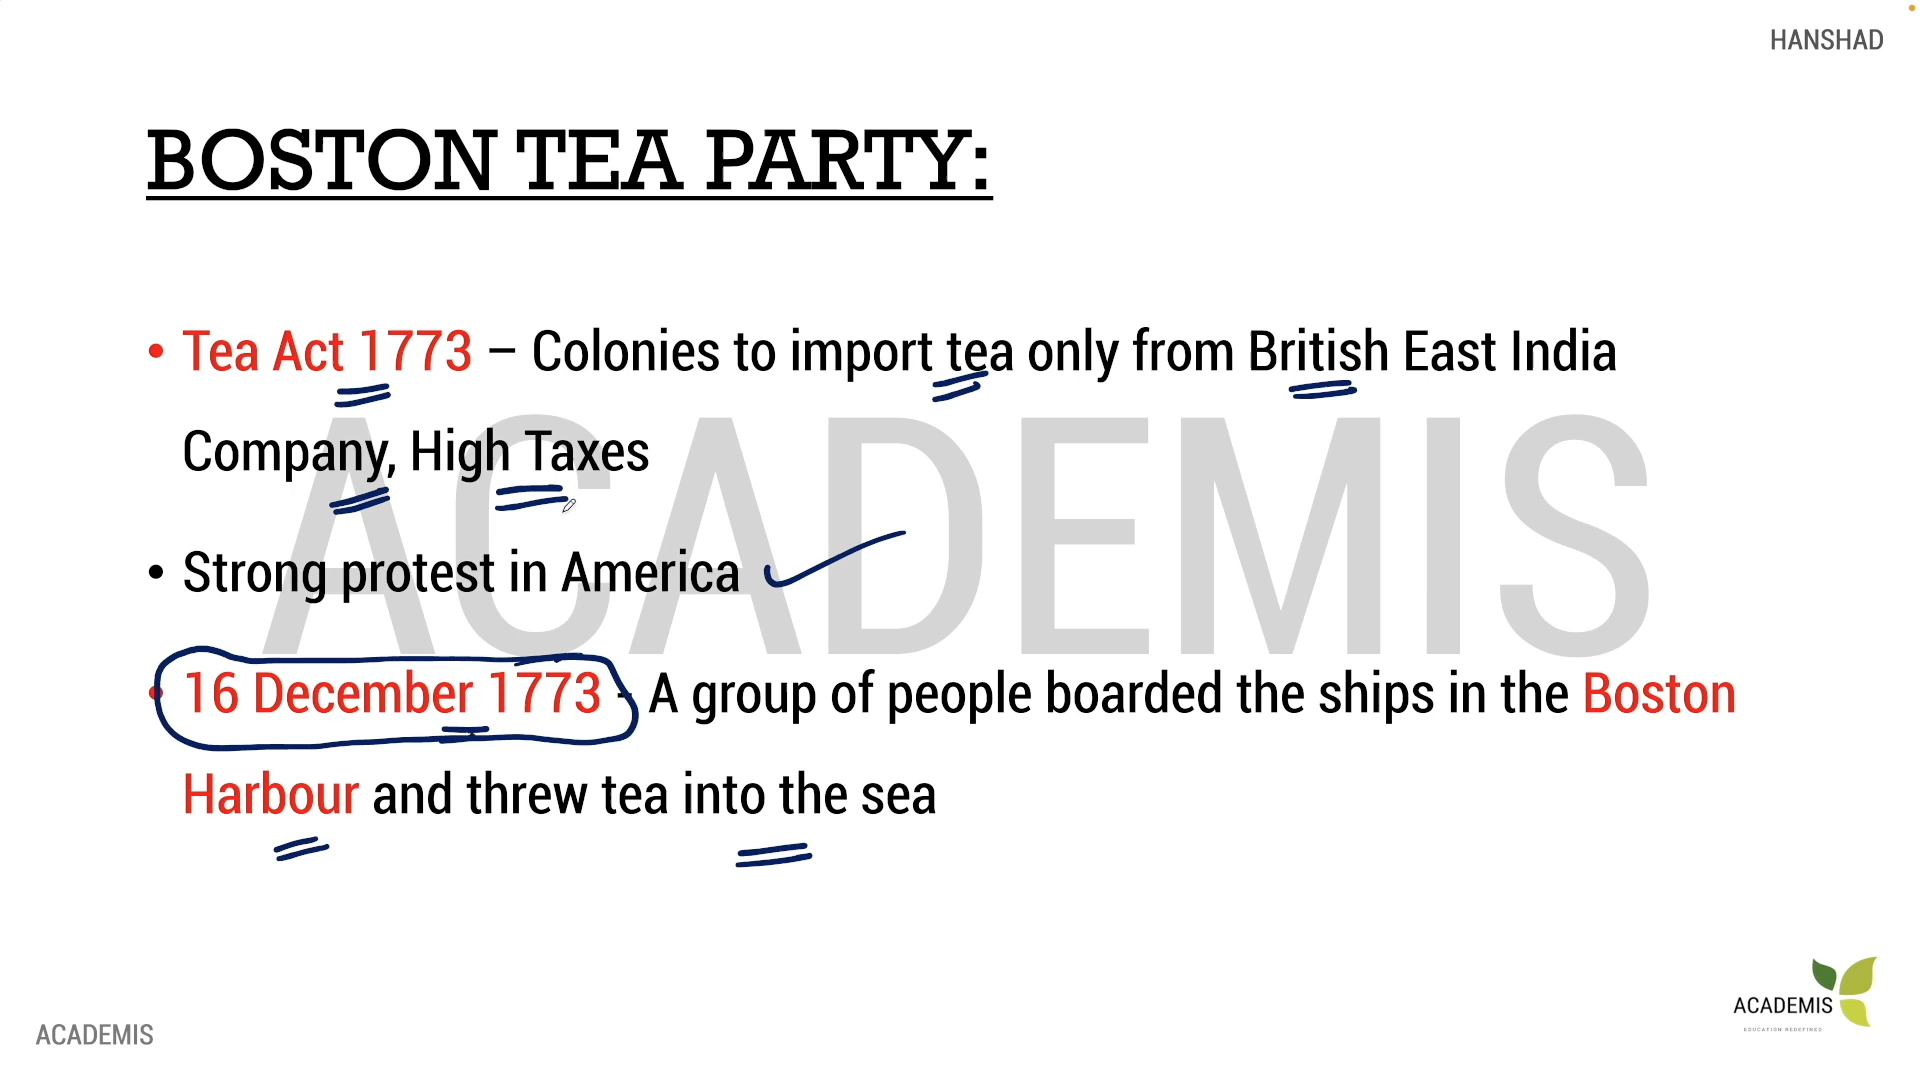 HANSHAD
BOSTON TEA PARTY:
• Tea Act 1773 – Colonies to import tea only from British East India
Company, High Taxes
• Strong protest in America
• 16 December 1773 - A group of people boarded the ships in the Boston
Harbour and threw tea into the sea
ACADEMIS
ACADEMIS
EDUCATION REDEFINED
ACADEMIS